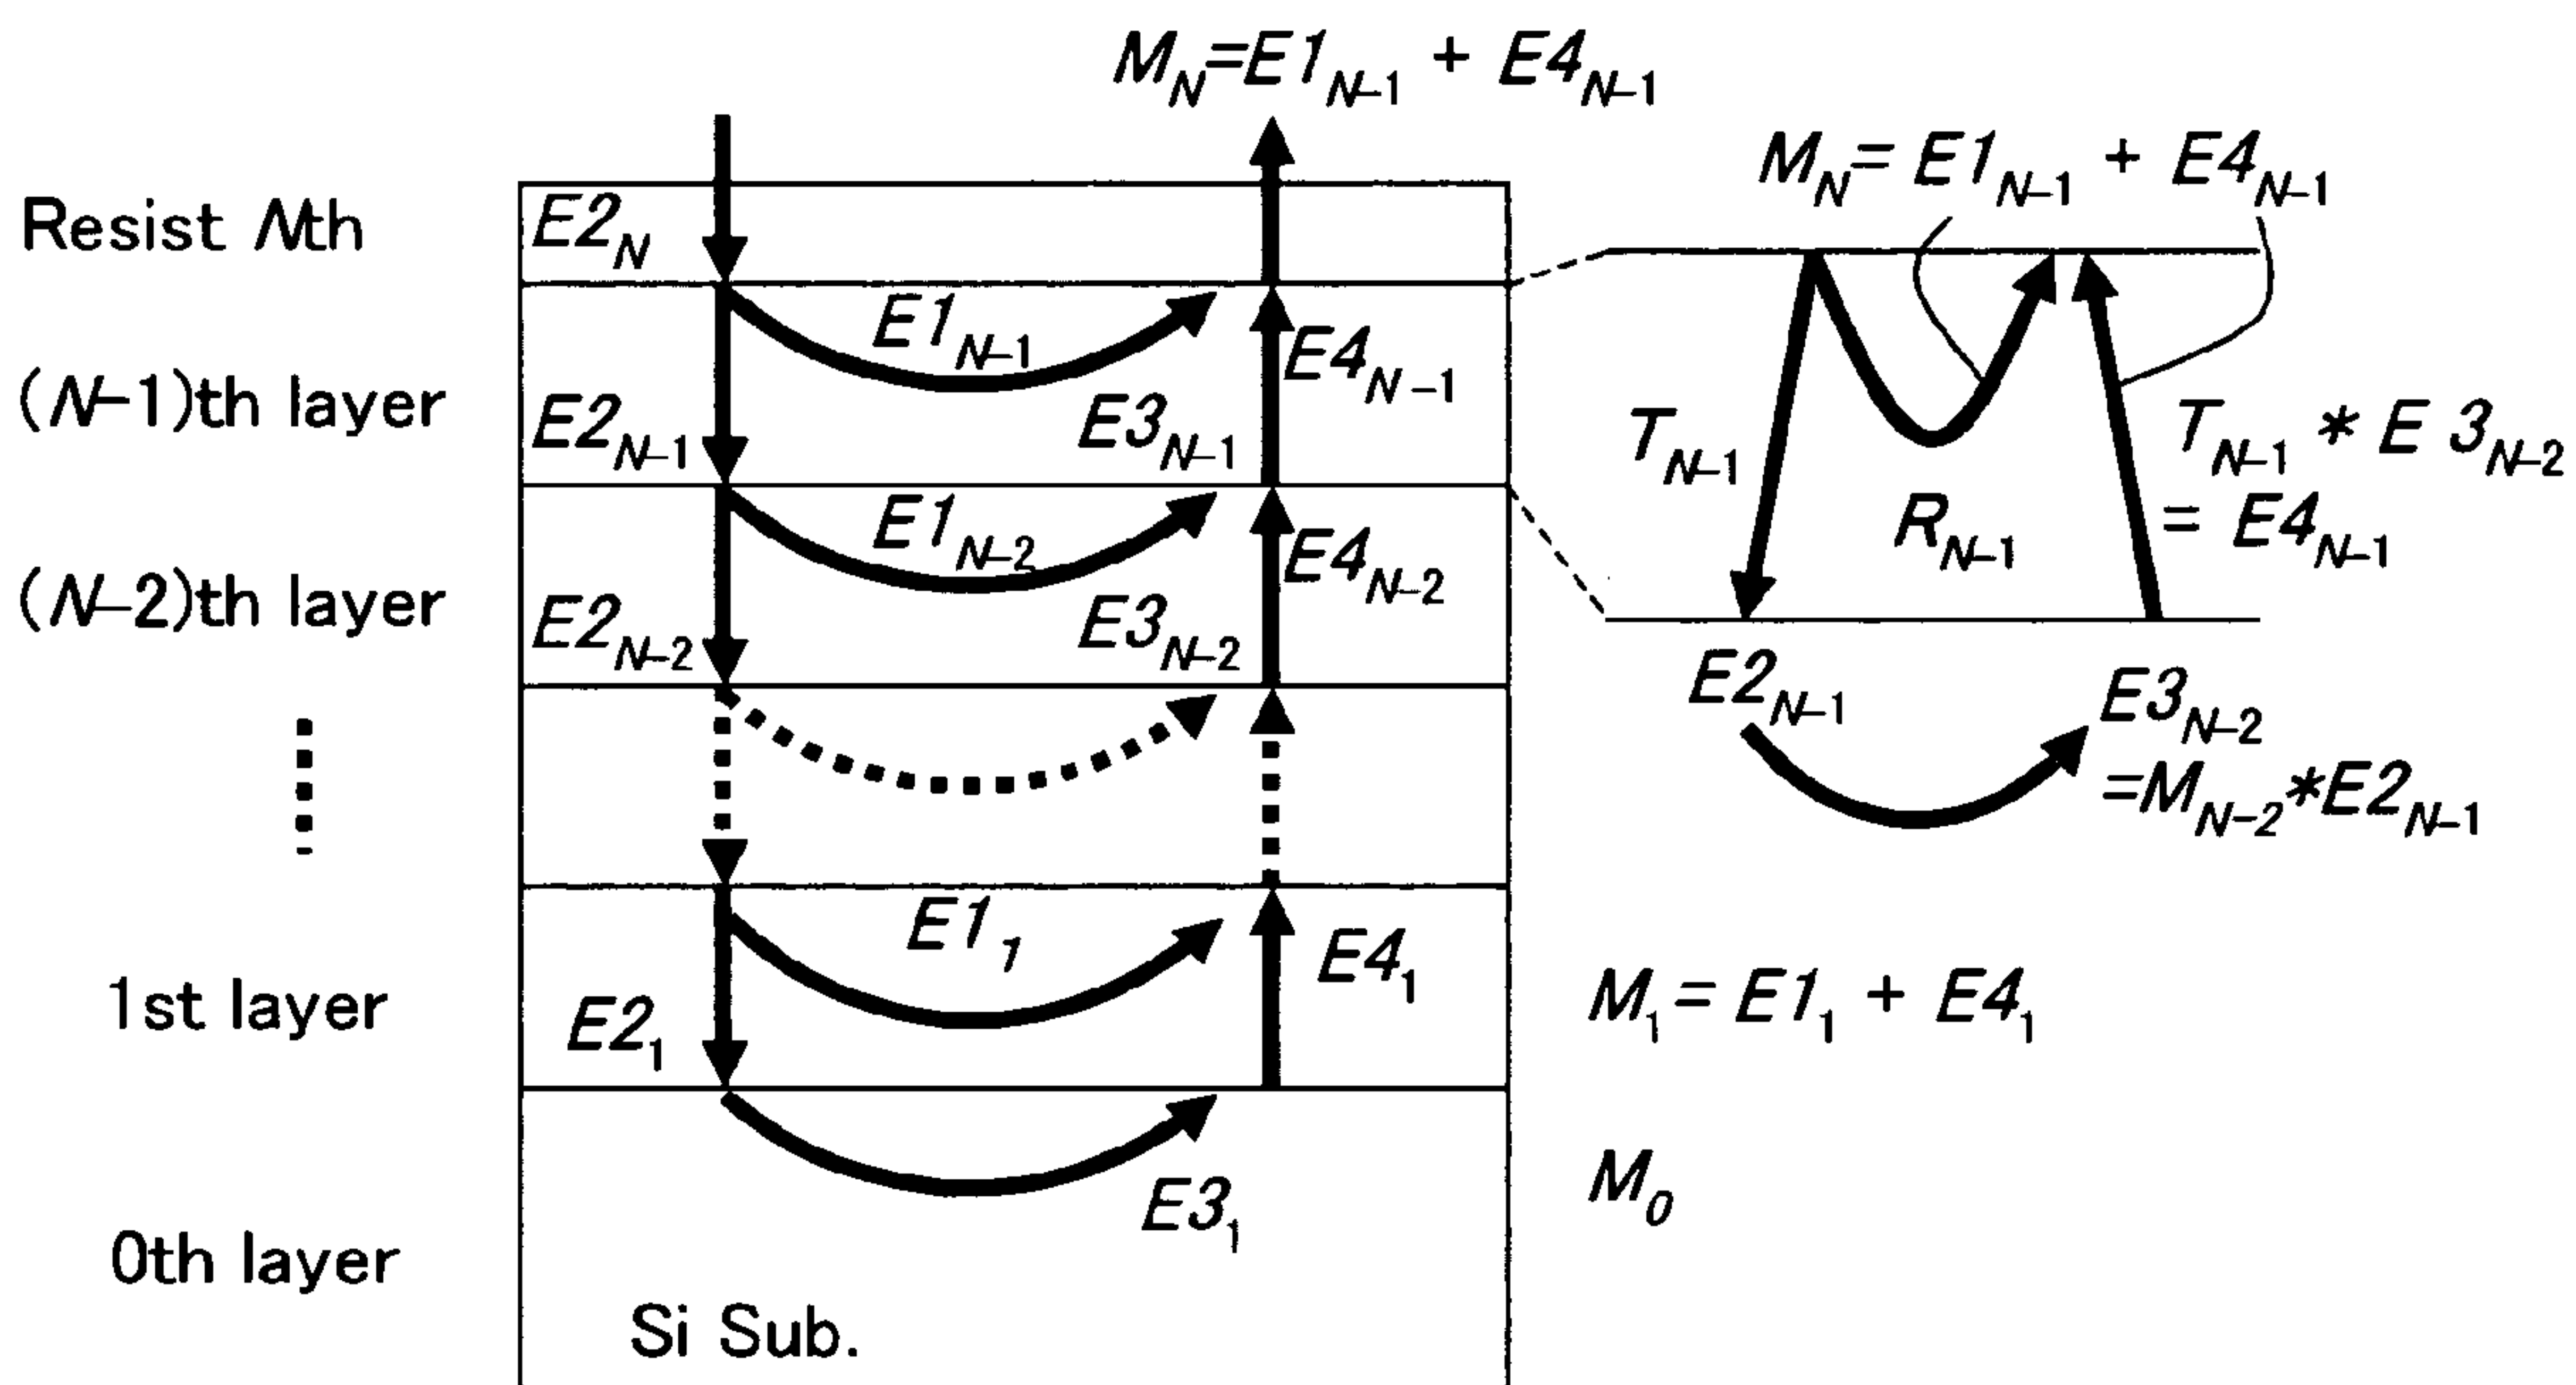 M_N=E1_{N-1} + E4_{N-1}
M_N= E1_{N-1} + E4_{N-1}
Resist Nth
E2_N
E1_{N-1}
E4_{N-1}
(N-1)th layer
E2_{N-1}
E3_{N-1}
T_{N-1}
T_{N-1} * E3_{N-2}
R_{N-1}
= E4_{N-1}
E1_{N-2}
E4_{N-2}
(N-2)th layer
E2_{N-2}
E3_{N-2}
E2_{N-1}
E3_{N-2}
=M_{N-2}*E2_{N-1}
E1_1
E4_1
1st layer
E2_1
M_1= E1_1 + E4_1
E3_1
M_0
0th layer
Si Sub.